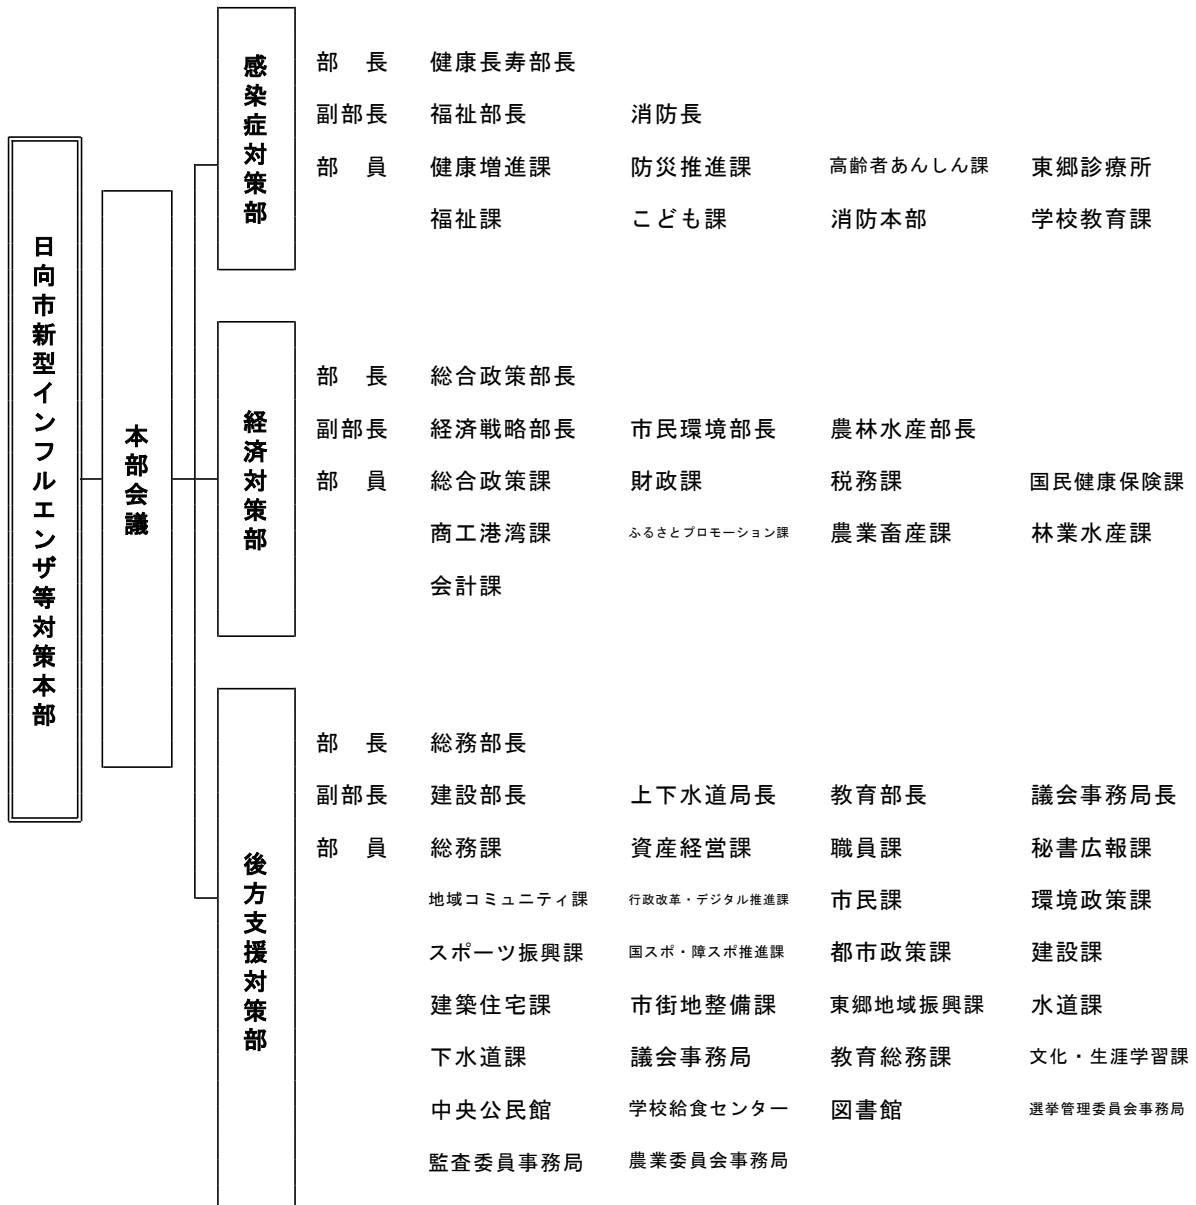 日向市新型インフルエンザ等対策本部
本部会議
感染症対策部
部　長　健康長寿部長
副部長　福祉部長　消防長
部　員　健康増進課　防災推進課　高齢者あんしん課　東郷診療所
福祉課　こども課　消防本部　学校教育課
経済対策部
部　長　総合政策部長
副部長　経済戦略部長　市民環境部長　農林水産部長
部　員　総合政策課　財政課　税務課　国民健康保険課
商工港湾課　ふるさとプロモーション課　農業畜産課　林業水産課
会計課
後方支援対策部
部　長　総務部長
副部長　建設部長　上下水道局長　教育部長　議会事務局長
部　員　総務課　資産経営課　職員課　秘書広報課
地域コミュニティ課　行政改革・デジタル推進課　市民課　環境政策課
スポーツ振興課　国スポ・障スポ推進課　都市政策課　建設課
建築住宅課　市街地整備課　東郷地域振興課　水道課
下水道課　議会事務局　教育総務課　文化・生涯学習課
中央公民館　学校給食センター　図書館　選挙管理委員会事務局
監査委員事務局　農業委員会事務局